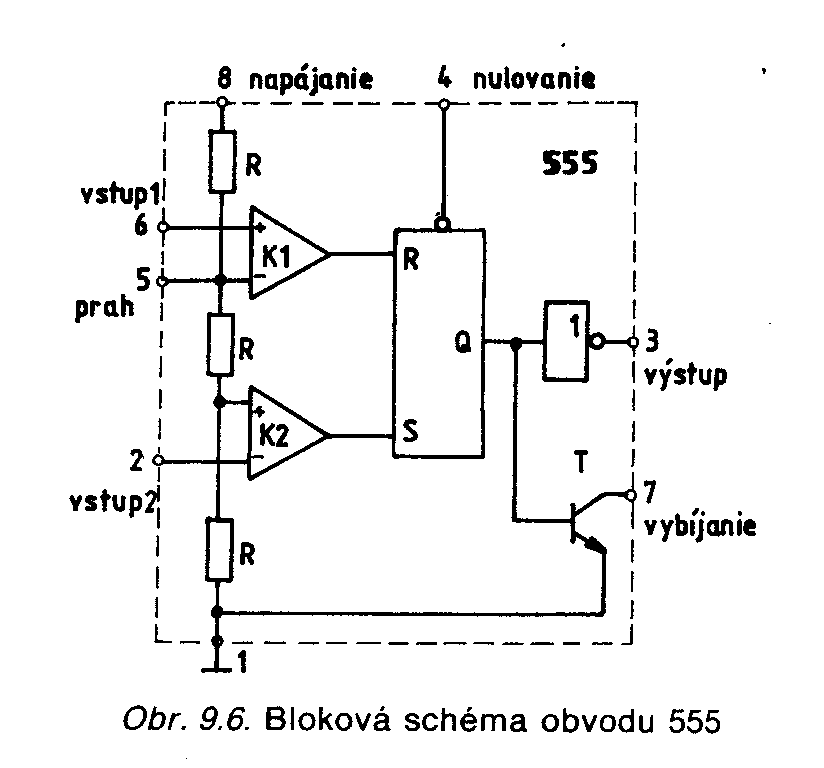 8 napájanie 4 nulovanie
555
R
vstup1
6
+
K1
−
R
5
prah
R
Q
1
3
výstup
+
K2
−
S
2
vstup2
T
7
vybíjanie
R
1
Obr. 9.6. Bloková schéma obvodu 555